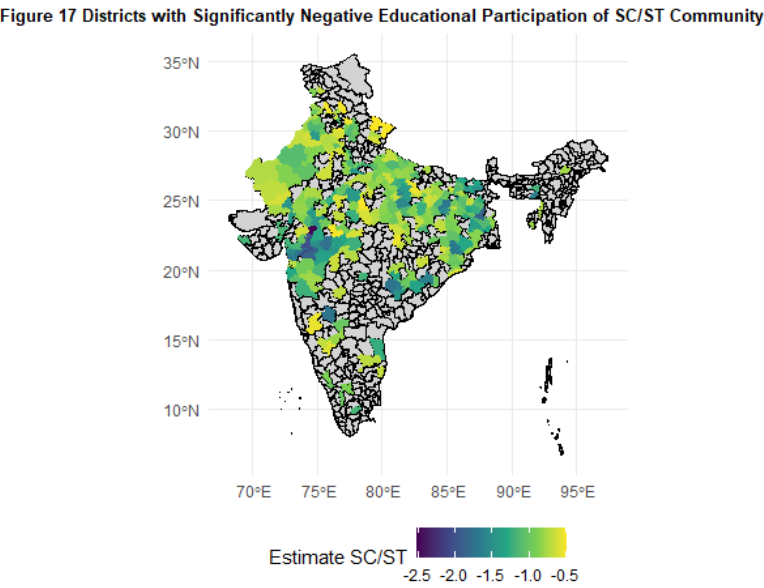 Figure 17 Districts with Significantly Negative Educational Participation of SC/ST Community
35°N
30°N
25°N
20°N
15°N
10°N
70°E 75°E 80°E 85°E 90°E 95°E
Estimate SC/ST
-2.5 -2.0 -1.5 -1.0 -0.5